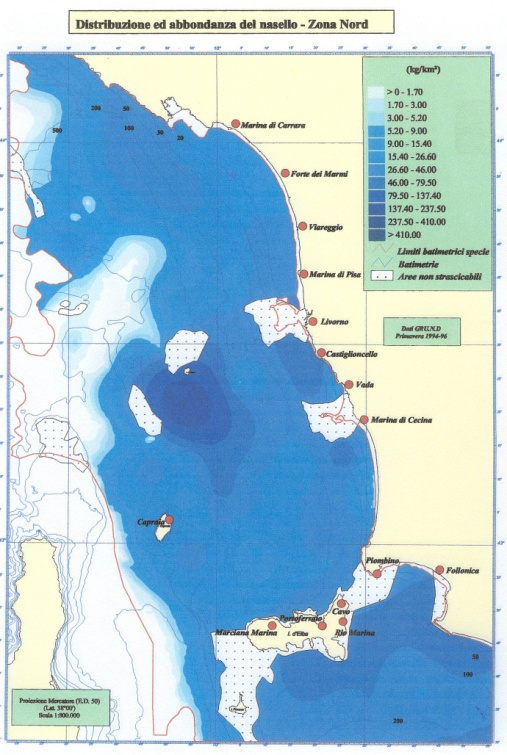 Distribuzione ed abbondanza del nasello - Zona Nord
(kg/km²)
> 0 - 1.70
1.70 - 3.00
3.00 - 5.20
5.20 - 9.00
9.00 - 15.40
15.40 - 26.60
26.60 - 46.00
46.00 - 79.50
79.50 - 137.40
137.40 - 237.50
237.50 - 410.00
> 410.00
Limiti batimetrici specie
Batimetrie
Aree non strascicabili
Dati GRU.N.D
Primavera 1994-96
200
50
100
50
20
500
Marina di Carrara
Forte dei Marmi
Viareggio
Marina di Pisa
Livorno
Castiglioncello
Vada
Marina di Cecina
Capraia
Piombino
Follonica
Cavo
Portoferraio
Marciana Marina
I. d'Elba
Rio Marina
50
100
200
Proiezione Mercatore (E.D. 50)
(Lat. 38°00')
Scala 1:800.000